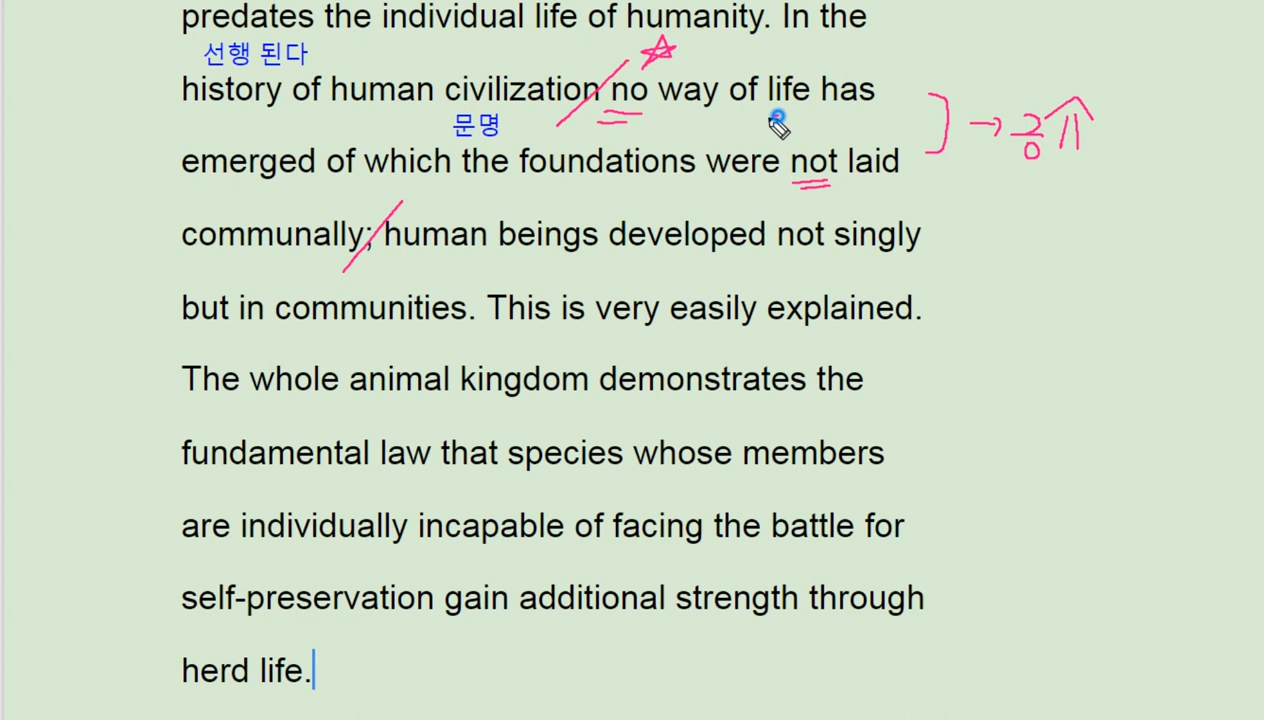 predates the individual life of humanity. In the
선행 된다
history of human civilization no way of life has
문명
emerged of which the foundations were not laid
communally; human beings developed not singly
but in communities. This is very easily explained.
The whole animal kingdom demonstrates the
fundamental law that species whose members
are individually incapable of facing the battle for
self-preservation gain additional strength through
herd life.